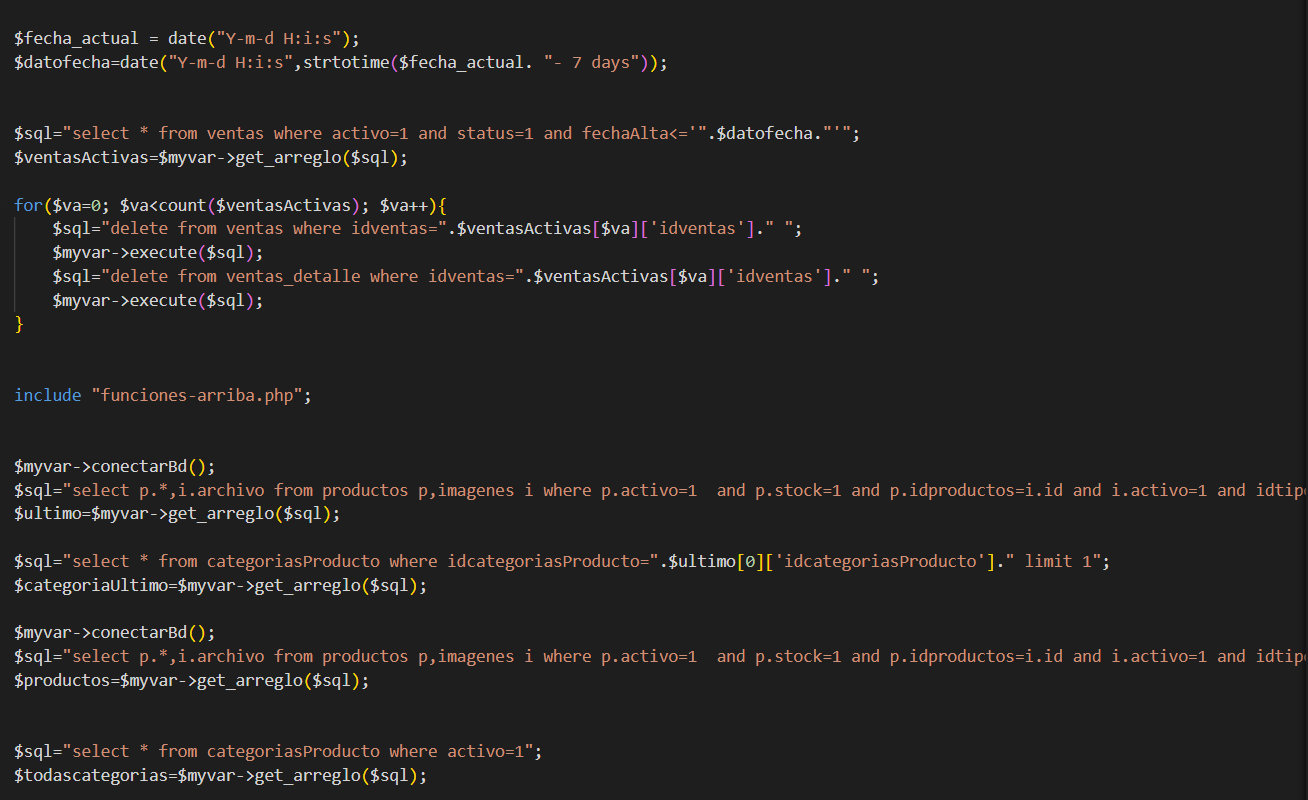 $fecha_actual = date("Y-m-d H:i:s");
$datofecha=date("Y-m-d H:i:s",strtotime($fecha_actual. "- 7 days"));
$sql="select * from ventas where activo=1 and status=1 and fechaAlta<='".$datofecha."'";
$ventasActivas=$myvar->get_arreglo($sql);
for($va=0; $va<count($ventasActivas); $va++){
    $sql="delete from ventas where idventas=".$ventasActivas[$va]['idventas']." ";
    $myvar->execute($sql);
    $sql="delete from ventas_detalle where idventas=".$ventasActivas[$va]['idventas']." ";
    $myvar->execute($sql);
}
include "funciones-arriba.php";
$myvar->conectarBd();
$sql="select p.*,i.archivo from productos p,imagenes i where p.activo=1  and p.stock=1 and p.idproductos=i.id and i.activo=1 and
$ultimo=$myvar->get_arreglo($sql);
$sql="select * from categoriasProducto where idcategoriasProducto=".$ultimo[0]['idcategoriasProducto']." limit 1";
$categoriaUltimo=$myvar->get_arreglo($sql);
$myvar->conectarBd();
$sql="select p.*,i.archivo from productos p,imagenes i where p.activo=1  and p.stock=1 and p.idproductos=i.id and i.activo=1 and
$productos=$myvar->get_arreglo($sql);
$sql="select * from categoriasProducto where activo=1";
$todascategorias=$myvar->get_arreglo($sql);